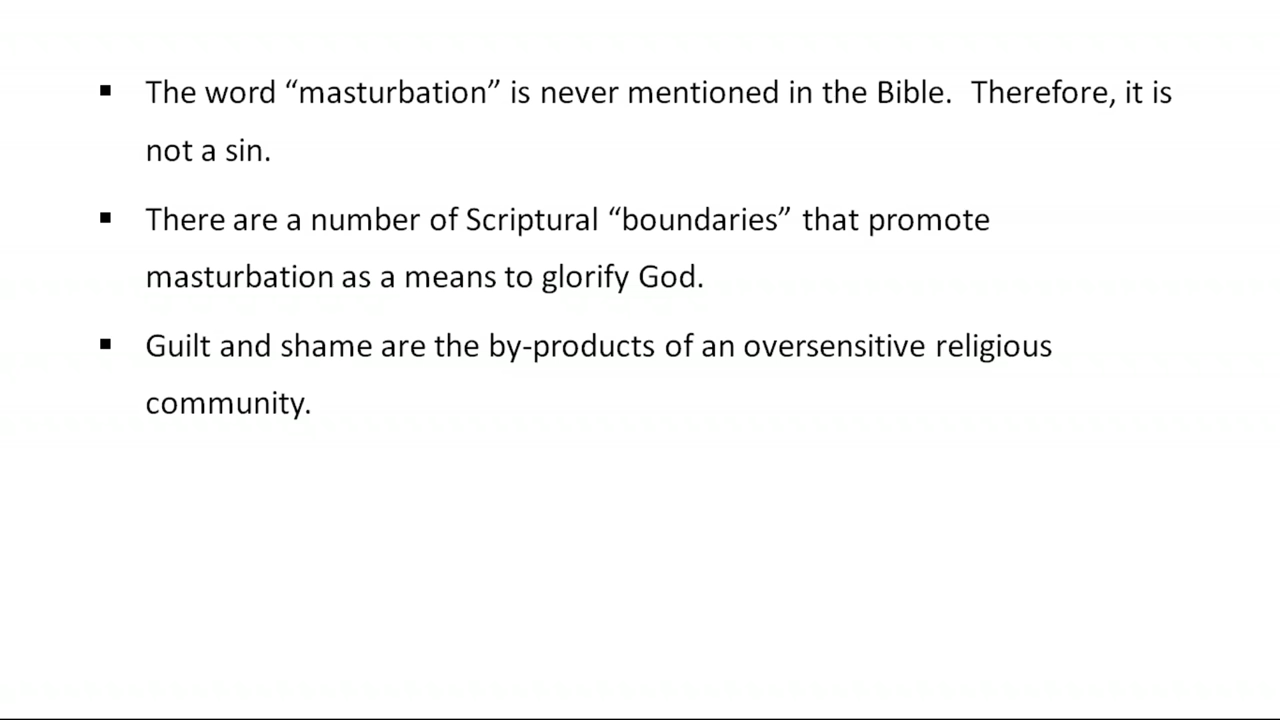 ▪ The word “masturbation” is never mentioned in the Bible. Therefore, it is
not a sin.
▪ There are a number of Scriptural “boundaries” that promote
masturbation as a means to glorify God.
▪ Guilt and shame are the by-products of an oversensitive religious
community.